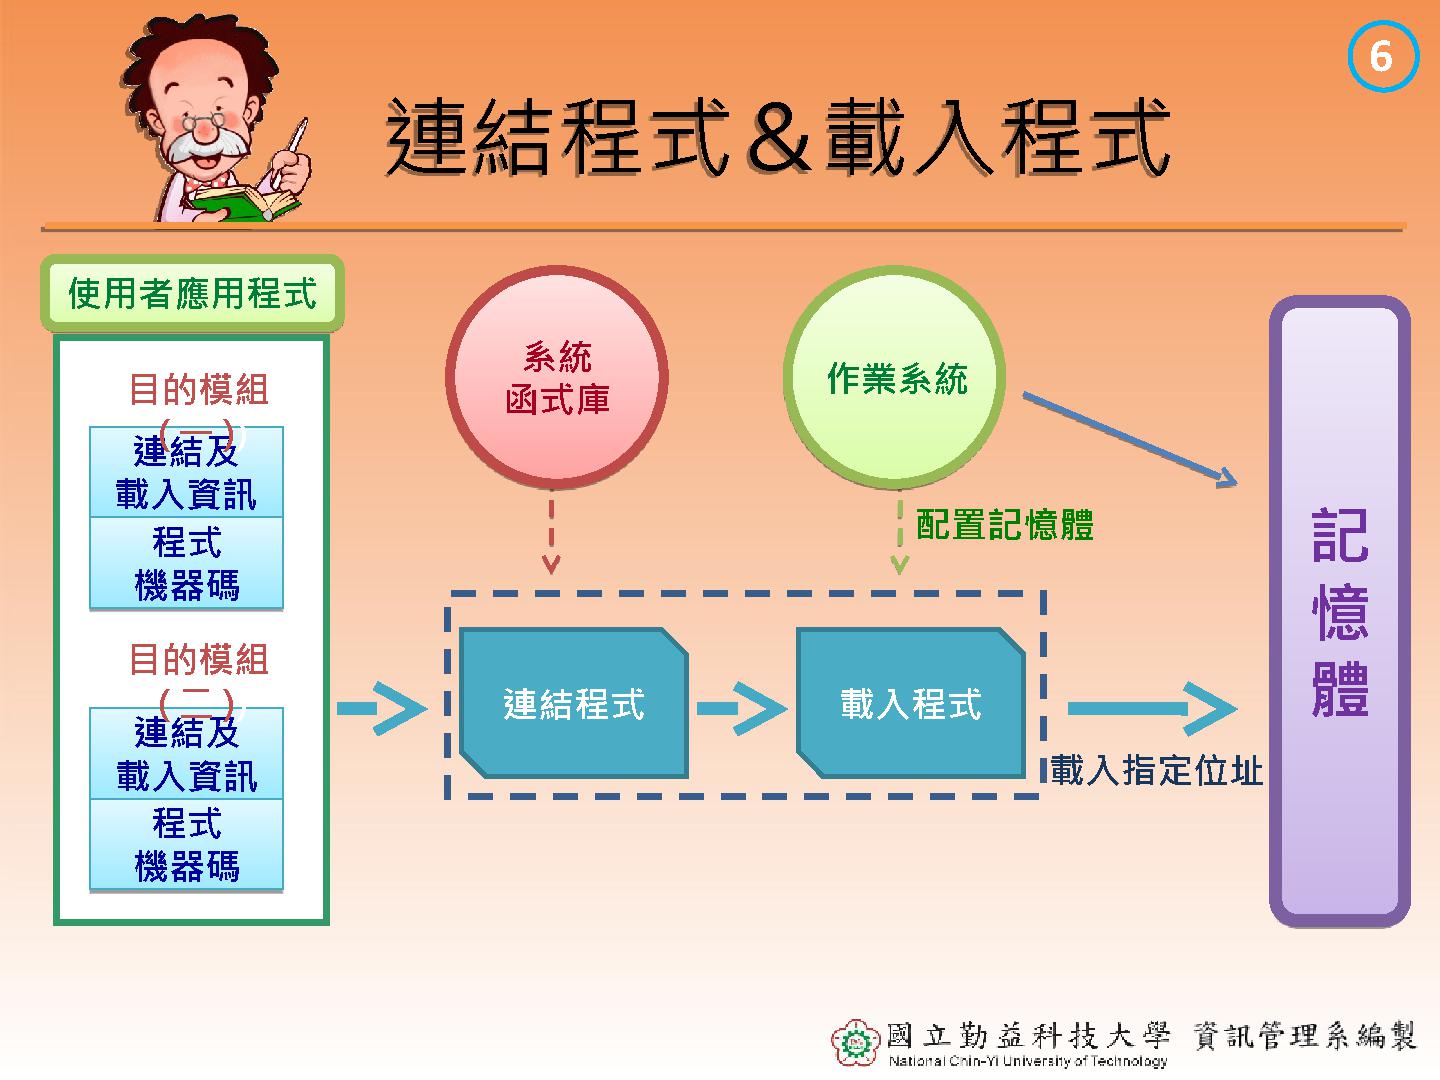 6
連結程式＆載入程式
使用者應用程式
目的模組
(一)
連結及
載入資訊
程式
機器碼
目的模組
(二)
連結及
載入資訊
程式
機器碼
系統
函式庫
作業系統
配置記憶體
連結程式
載入程式
載入指定位址
記
憶
體
國立勤益科技大學 資訊管理系編製
National Chin-Yi University of Technology